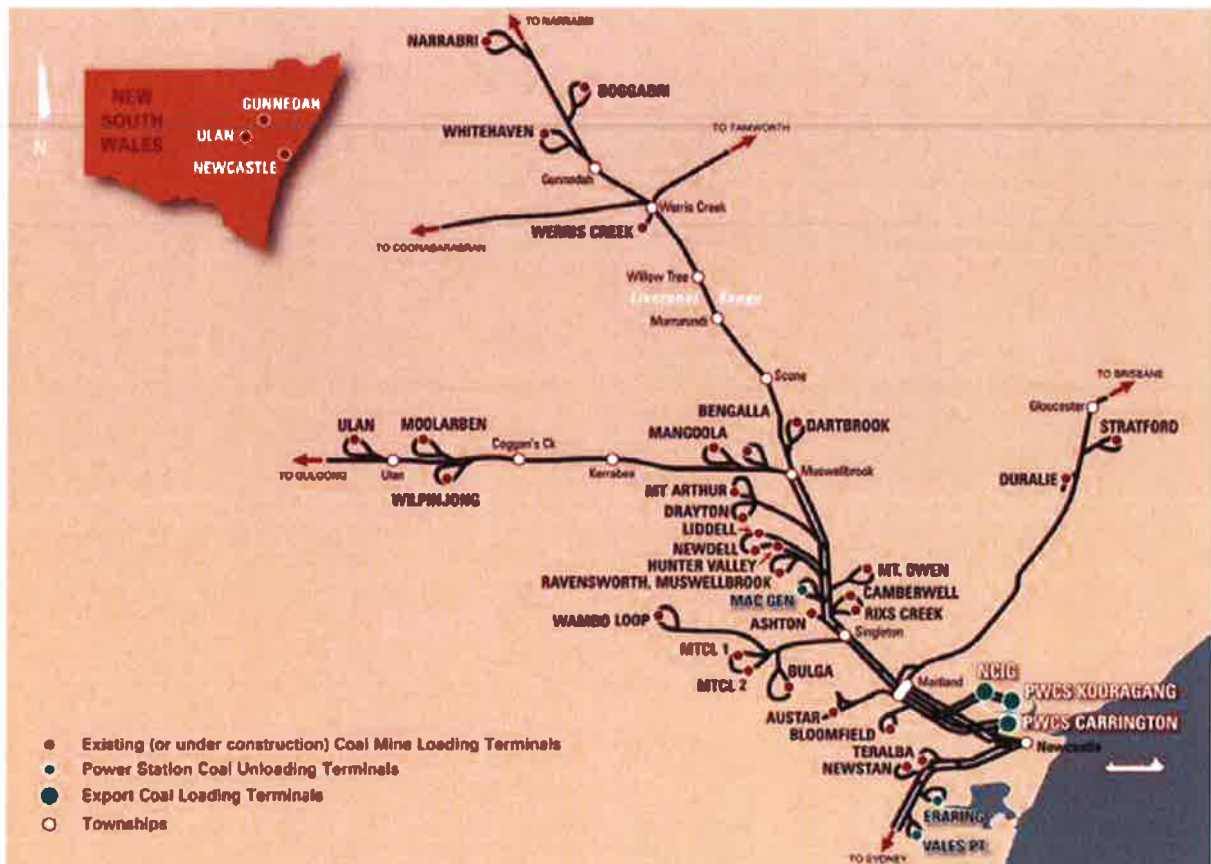 TO NARRABRI
NARRABRI
BOGGABRI
NEW
SOUTH
WALES
GUNNEDAH
ULAN
NEWCASTLE
N
WHITEHAVEN
TO TAMWORTH
Gunnedah
Werris Creek
WERRIS CREEK
TO COONABARABRAN
Willow Tree
Liverpool Range
Murrurundi
Scone
TO BRISBANE
Gloucester
STRATFORD
DURALIE
BENGALLA
DARTBROOK
MANGOOLA
ULAN
MOOLARBEN
Coggan's Ck
Kerrabee
Muswellbrook
TO GULGONG
Ulan
WILPINJONG
MT ARTHUR
DRAYTON
LIDDELL
NEWDELL
HUNTER VALLEY
RAVENSWORTH, MUSWELLBROOK
MT. OWEN
MAC GEN
CAMBERWELL
RIXS CREEK
ASHTON
WAMBO LOOP
Singleton
MTCL 1
MTCL 2
BULGA
Maitland
NCIG
PWCS KOORAGANG
PWCS CARRINGTON
AUSTAR
BLOOMFIELD
Newcastle
TERALBA
NEWSTAN
ERARING
VALES PT.
TO SYDNEY
Existing (or under construction) Coal Mine Loading Terminals
Power Station Coal Unloading Terminals
Export Coal Loading Terminals
Townships